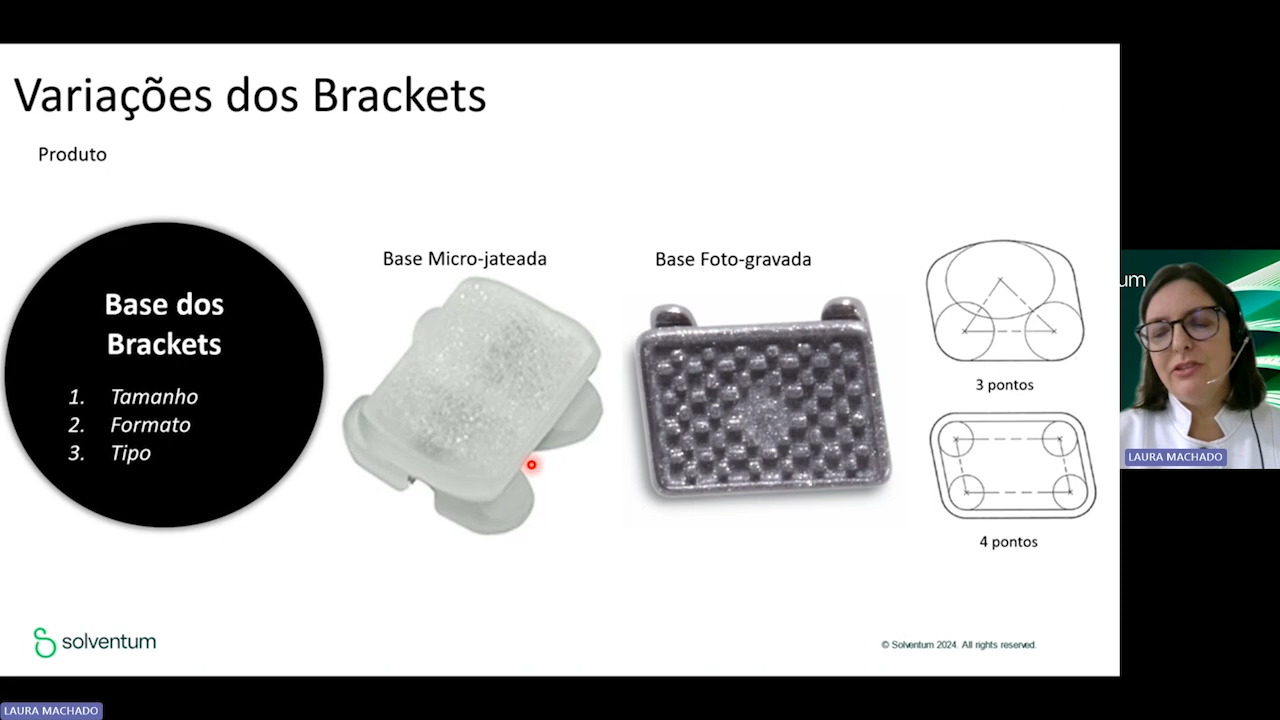 Variações dos Brackets
Produto
Base dos
Brackets
1. Tamanho
2. Formato
3. Tipo
Base Micro-jateada
Base Foto-gravada
3 pontos
4 pontos
um
LAURA MACHADO
solventum
© Solventum 2024. All rights reserved.
LAURA MACHADO